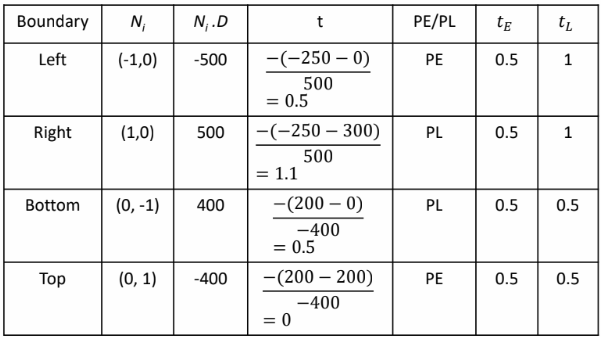 Boundary Nᵢ Nᵢ .D t PE/PL t_E t_L
Left (-1,0) -500 −(−250 − 0) PE 0.5 1
500
= 0.5
Right (1,0) 500 −(−250 − 300) PL 0.5 1
500
= 1.1
Bottom (0, -1) 400 −(200 − 0) PL 0.5 0.5
−400
= 0.5
Top (0, 1) -400 −(200 − 200) PE 0.5 0.5
−400
= 0